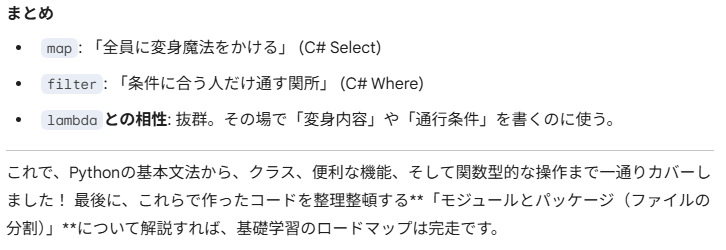 まとめ
• map: 「全員に変身魔法をかける」 (C# Select)
• filter: 「条件に合う人だけ通す関所」 (C# Where)
• lambda との相性: 抜群。その場で「変身内容」や「通行条件」を書くのに使う。
これで、Pythonの基本文法から、クラス、便利な機能、そして関数型的な操作まで一通りカバーし
ました！ 最後に、これらで作ったコードを整理整頓する**「モジュールとパッケージ（ファイルの
分割）」**について解説すれば、基礎学習のロードマップは完走です。